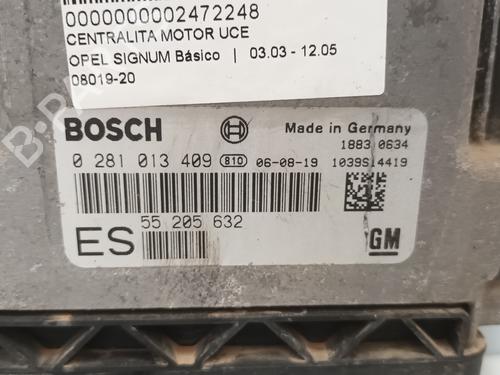 0000000002472248
CENTRALITA MOTOR UCE
OPEL SIGNUM Básico | 03.03 - 12.05
08019-20
BOSCH
Made in Germany
1883 0634
0 281 013 409 810 06-08-19 1039S14419
55 205 632
ES
GM